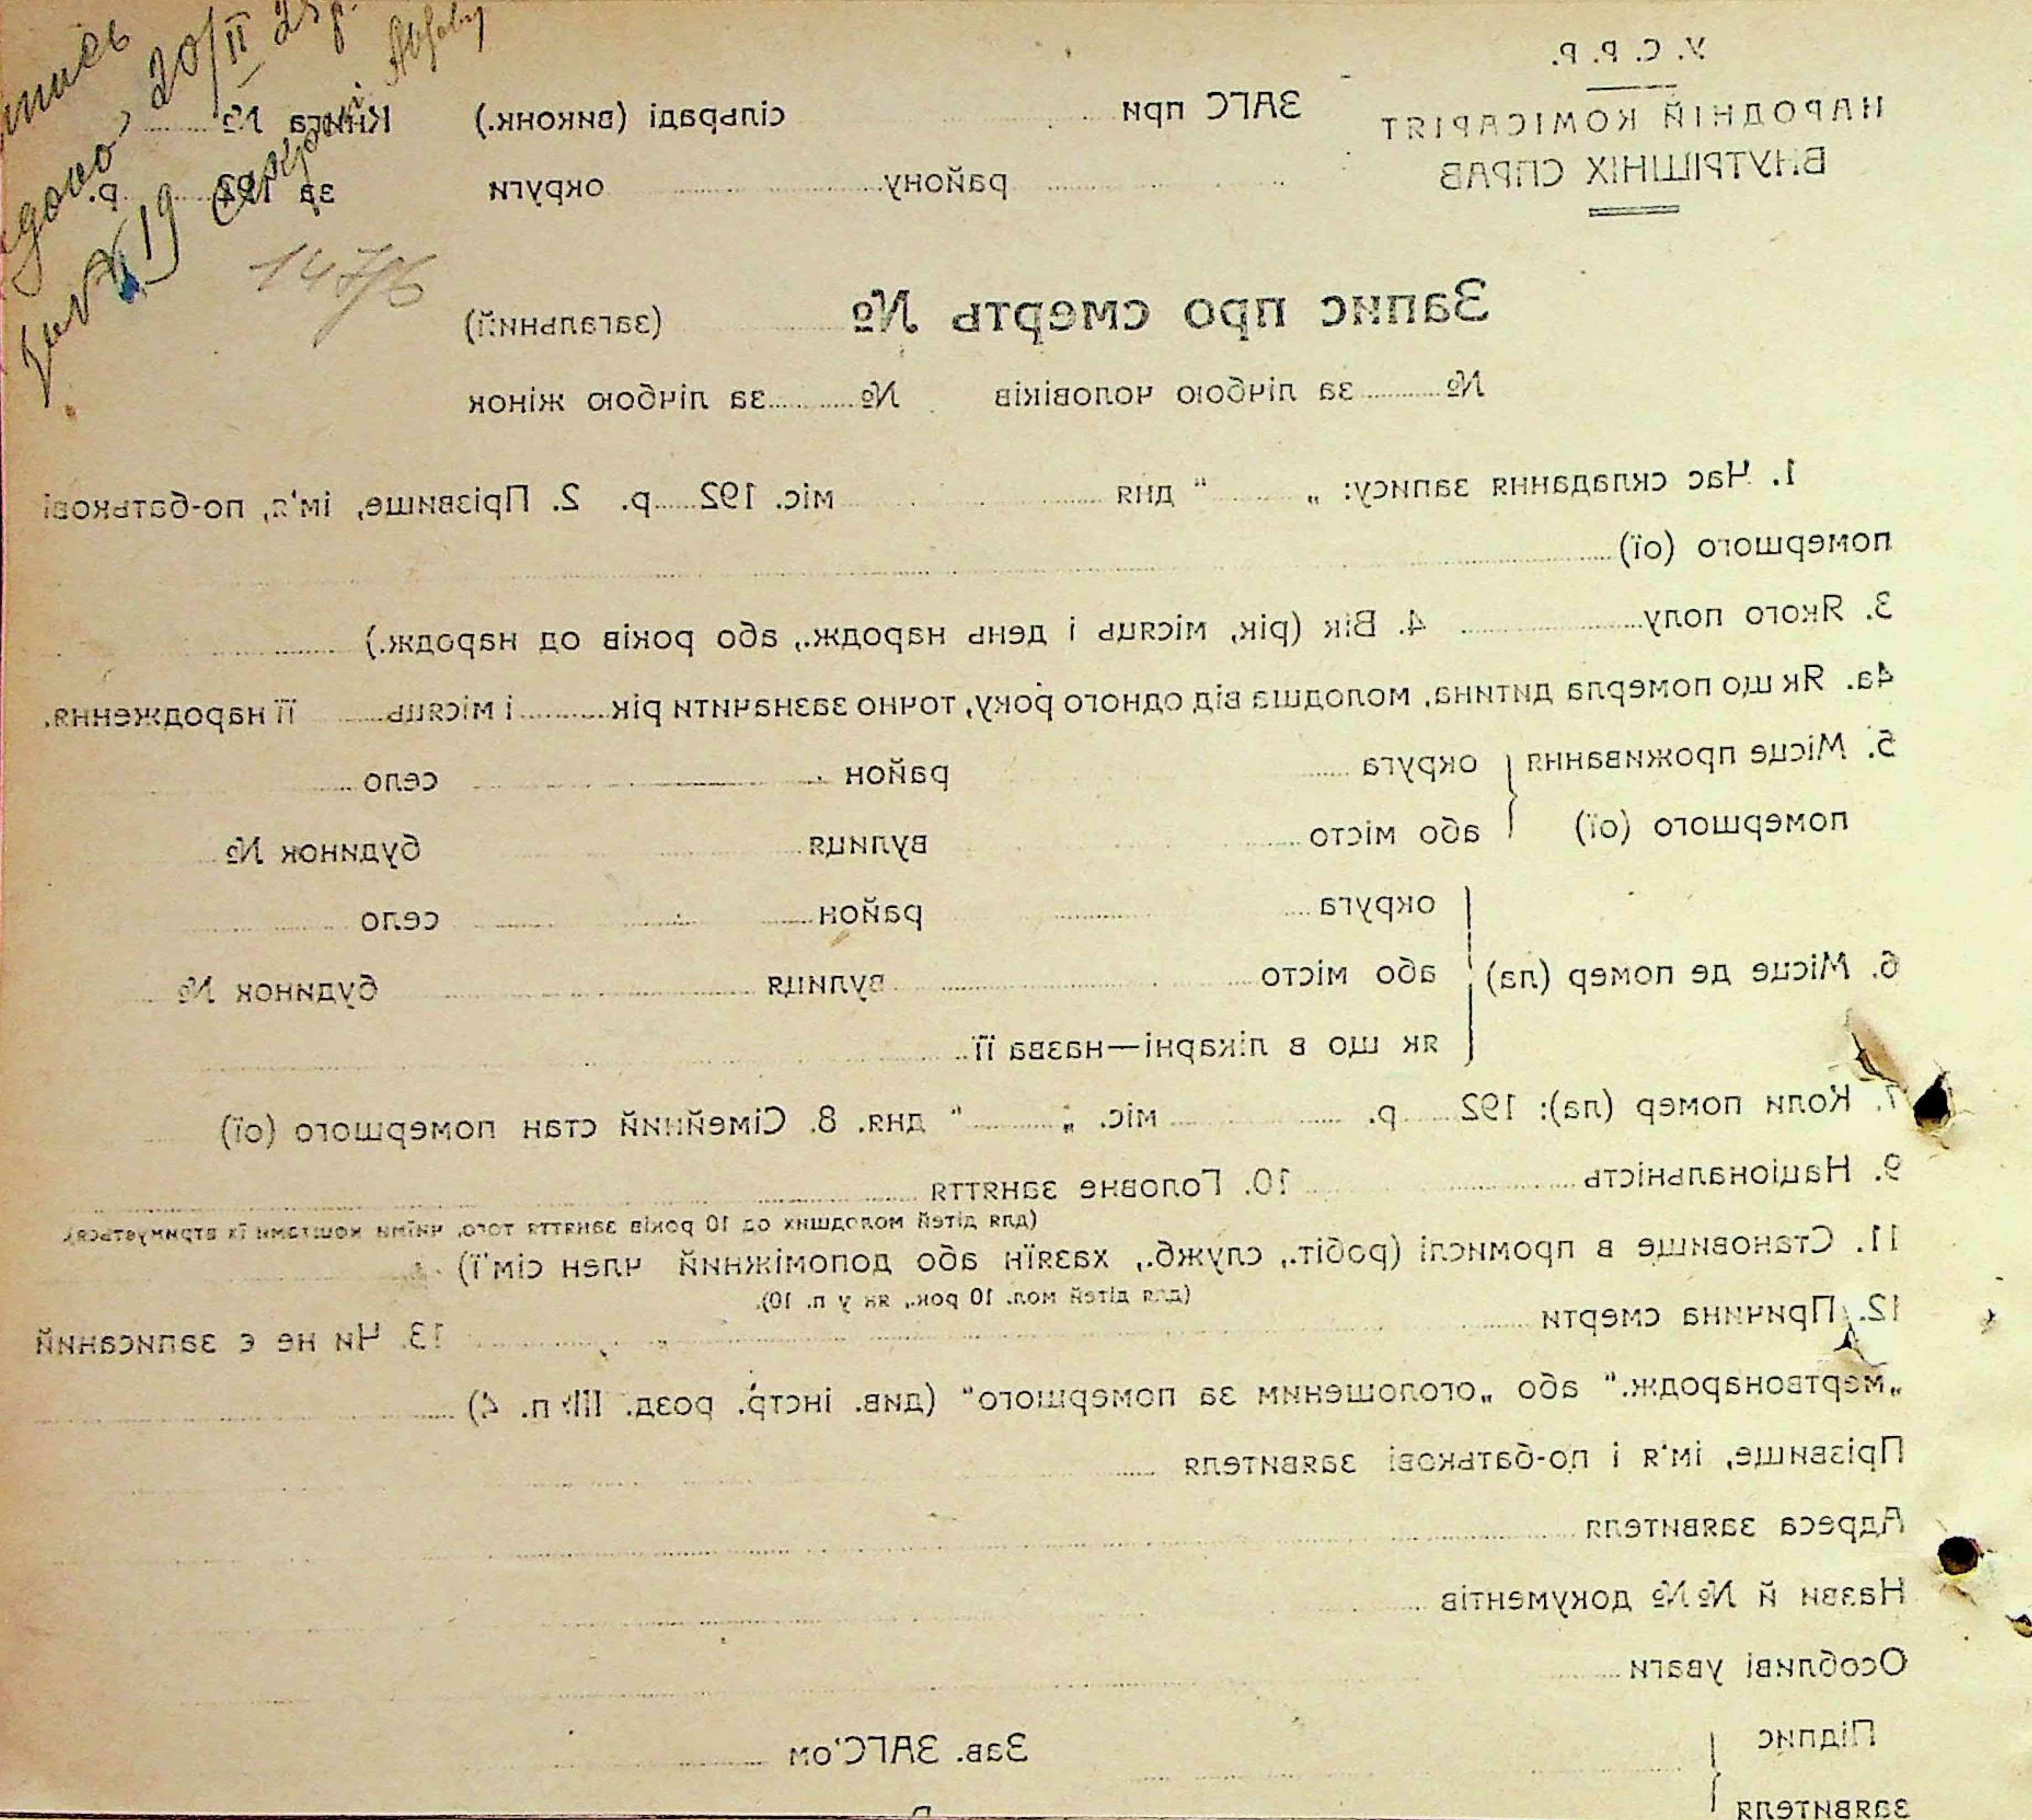 У.С.Р.Р.
НАРОДНІЙ КОМІСАРІЯТ
ВНУТРІШНІХ СПРАВ
ЗАГС при сільраді (виконк.) Книга №
району округи за 192 р.
20/II
19
Запис про смерть № (загальний)
№ за лічбою чоловіків № за лічбою жінок
1. Час складання запису: „ “ дня міс. 192 р. 2. Прізвище, ім'я, по-батькові
помершого (ої)
3. Якого полу 4. Вік (рік, місяць і день народж., або років од народж.)
4а. Як що померла дитина, молодша від одного року, точно зазначити рік і місяць її народження.
5. Місце проживання округа район село
помершого (ої) або місто вулиця будинок №
округа район село
6. Місце де помер (ла) або місто вулиця будинок №
як що в лікарні—назва її
7. Коли помер (ла): 192 р. міс. „ “ дня. 8. Сімейний стан помершого (ої)
9. Національність 10. Головне заняття
(для дітей молодших од 10 років заняття того, чиїми коштами їх втримується)
11. Становище в промислі (робіт., служб., хазяїн або допоміжний член сім'ї)
(для дітей мол. 10 рок., як у п. 10).
12. Причина смерти 13. Чи не є записаний
„мертвонародж.“ або „оголошеним за помершого“ (див. інстр. розд. III п. 4)
Прізвище, ім'я і по-батькові заявителя
Адреса заявителя
Назви й №№ документів
Особливі уваги
Підпис Зав. ЗАГС'ом
заявителя